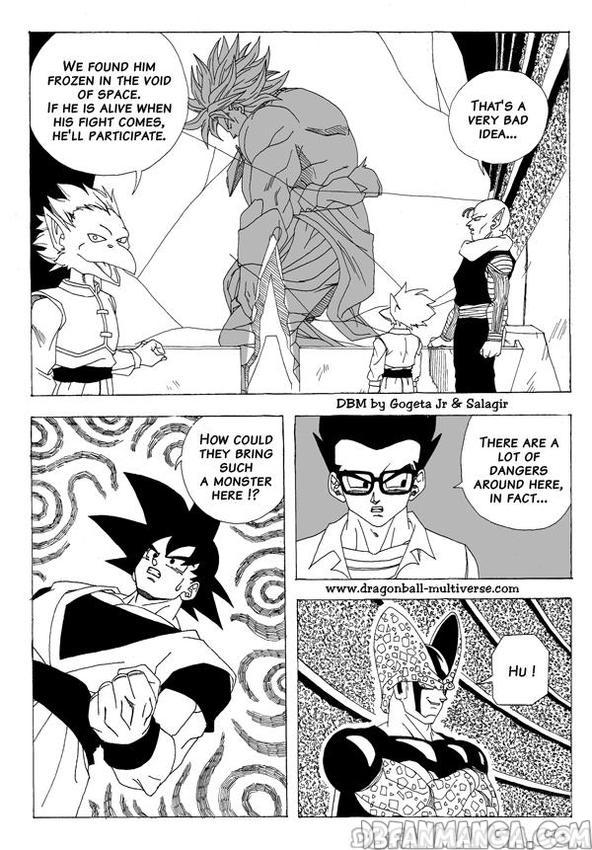 WE FOUND HIM
FROZEN IN THE VOID
OF SPACE.
IF HE IS ALIVE WHEN
HIS FIGHT COMES,
HE'LL PARTICIPATE.
THAT'S A
VERY BAD
IDEA...
DBM by Gogeta Jr & Salagir
HOW COULD
THEY BRING
SUCH
A MONSTER
HERE !?
THERE ARE
A LOT
OF
DANGERS
AROUND HERE,
IN FACT...
www.dragonball-multiverse.com
HU !
DBFANMANGA.COM